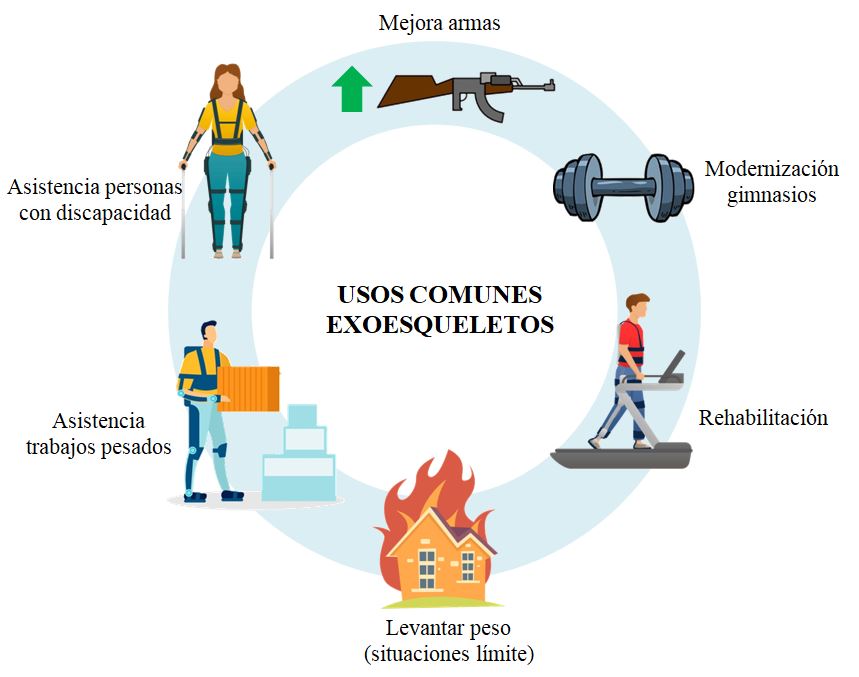 Mejora armas
Modernización
gimnasios
Asistencia personas
con discapacidad
USOS COMUNES
EXOESQUELETOS
Rehabilitación
Asistencia
trabajos pesados
Levantar peso
(situaciones límite)